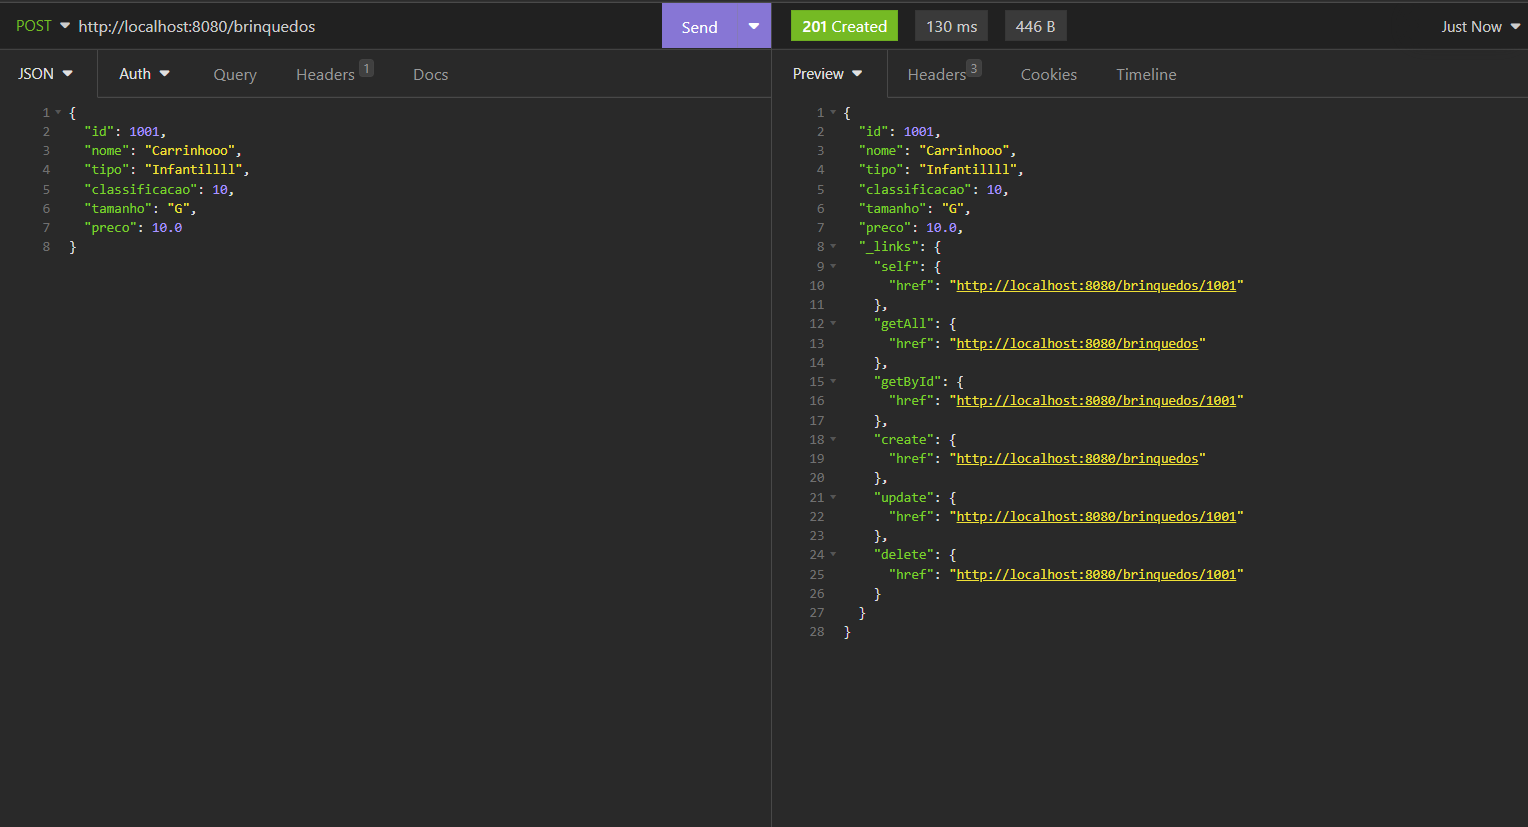 POST http://localhost:8080/brinquedos Send
JSON Auth Query Headers 1 Docs
1 {
2 "id": 1001,
3 "nome": "Carrinhooo",
4 "tipo": "Infantillll",
5 "classificacao": 10,
6 "tamanho": "G",
7 "preco": 10.0
8 }
201 Created 130 ms 446 B Just Now
Preview Headers 3 Cookies Timeline
1 {
2 "id": 1001,
3 "nome": "Carrinhooo",
4 "tipo": "Infantillll",
5 "classificacao": 10,
6 "tamanho": "G",
7 "preco": 10.0,
8 "_links": {
9 "self": {
10 "href": "http://localhost:8080/brinquedos/1001"
11 },
12 "getAll": {
13 "href": "http://localhost:8080/brinquedos"
14 },
15 "getById": {
16 "href": "http://localhost:8080/brinquedos/1001"
17 },
18 "create": {
19 "href": "http://localhost:8080/brinquedos"
20 },
21 "update": {
22 "href": "http://localhost:8080/brinquedos/1001"
23 },
24 "delete": {
25 "href": "http://localhost:8080/brinquedos/1001"
26 }
27 }
28 }